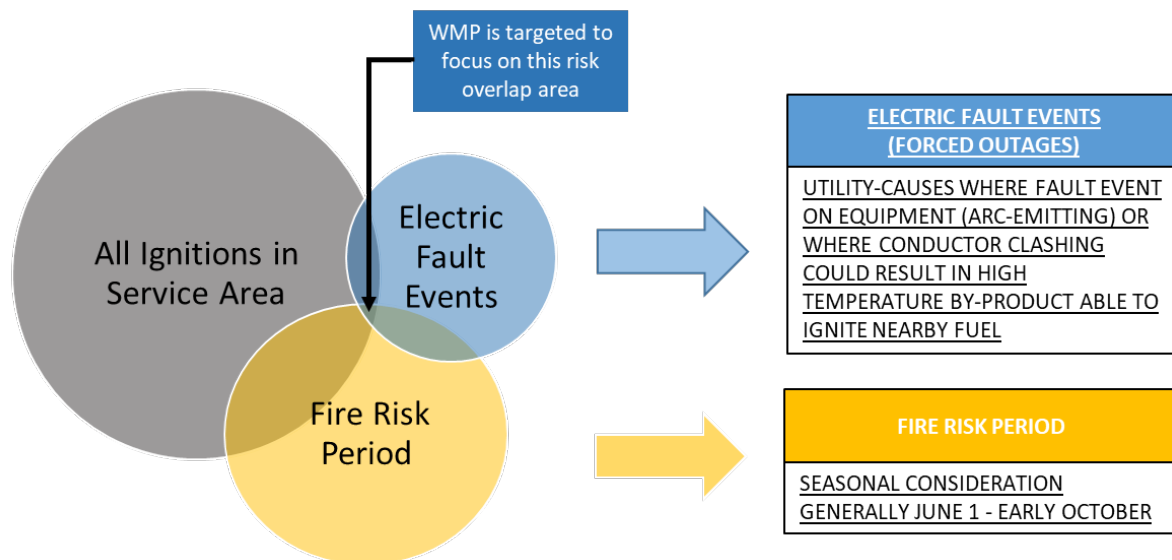 WMP is targeted to
focus on this risk
overlap area
All Ignitions in
Service Area
Electric
Fault
Events
Fire Risk
Period
ELECTRIC FAULT EVENTS
(FORCED OUTAGES)
UTILITY-CAUSES WHERE FAULT EVENT
ON EQUIPMENT (ARC-EMITTING) OR
WHERE CONDUCTOR CLASHING
COULD RESULT IN HIGH
TEMPERATURE BY-PRODUCT ABLE TO
IGNITE NEARBY FUEL
FIRE RISK PERIOD
SEASONAL CONSIDERATION
GENERALLY JUNE 1 - EARLY OCTOBER